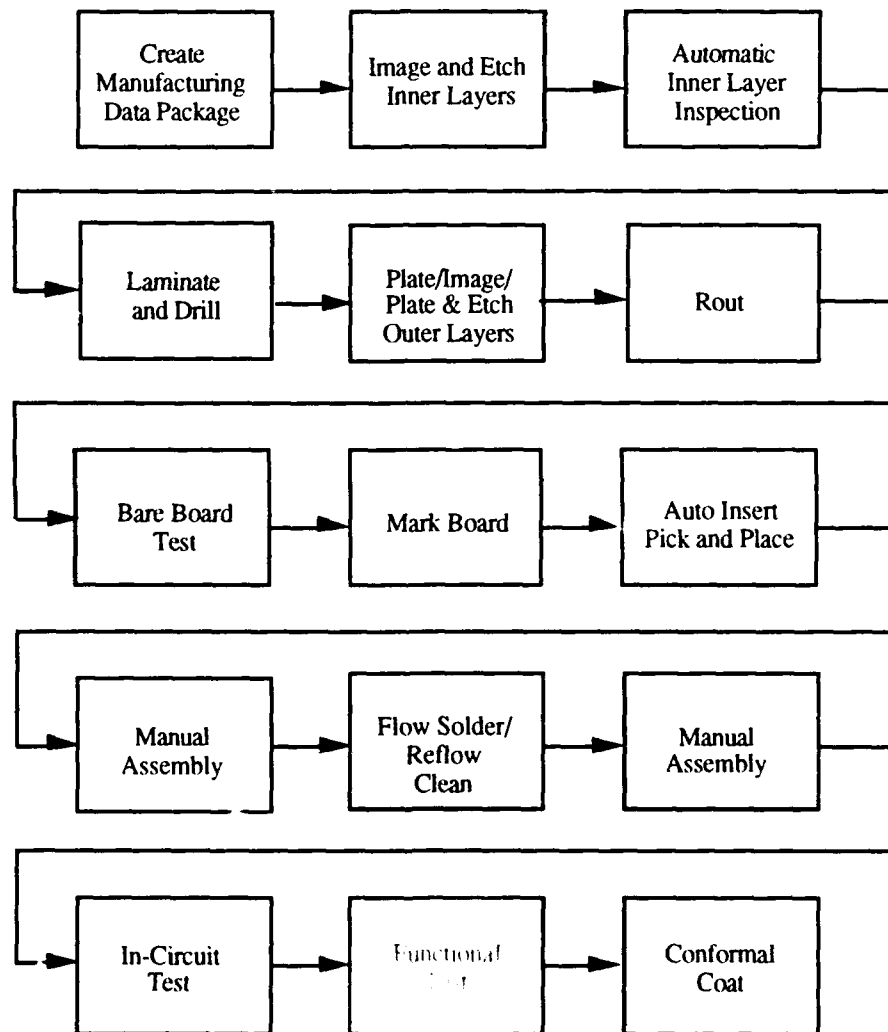 Create
Manufacturing
Data Package
Image and Etch
Inner Layers
Automatic
Inner Layer
Inspection
Laminate
and Drill
Plate/Image/
Plate & Etch
Outer Layers
Rout
Bare Board
Test
Mark Board
Auto Insert
Pick and Place
Manual
Assembly
Flow Solder/
Reflow
Clean
Manual
Assembly
In-Circuit
Test
Functional
Conformal
Coat